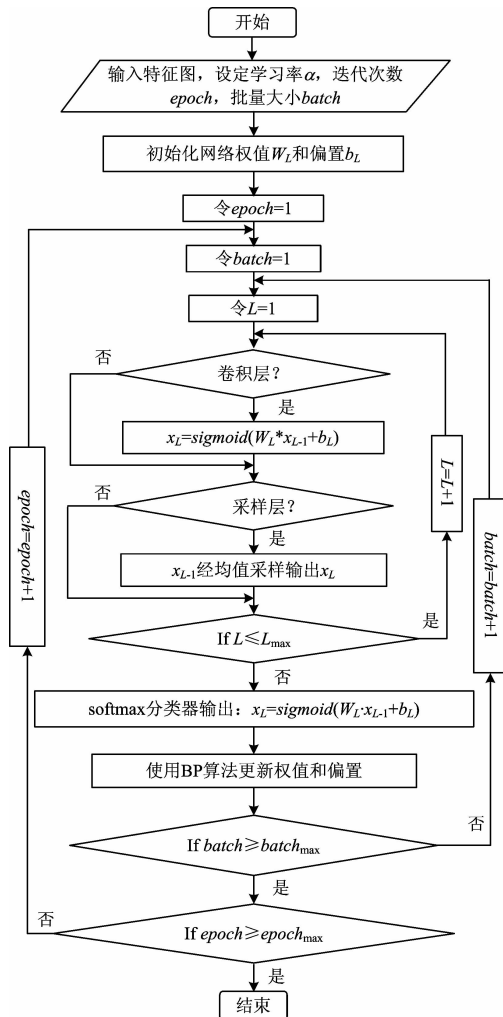 开始
输入特征图，设定学习率α，迭代次数
epoch，批量大小batch
初始化网络权值W_L和偏置b_L
令epoch=1
令batch=1
令L=1
否
卷积层？
是
x_L=sigmoid(W_L*x_{L-1}+b_L)
L=L+1
否
采样层？
是
x_{L-1}经均值采样输出x_L
epoch=epoch+1
batch=batch+1
If L≤L_max
是
否
softmax分类器输出：x_L=sigmoid(W_L·x_{L-1}+b_L)
使用BP算法更新权值和偏置
否
If batch≥batch_max
是
否
If epoch≥epoch_max
是
结束